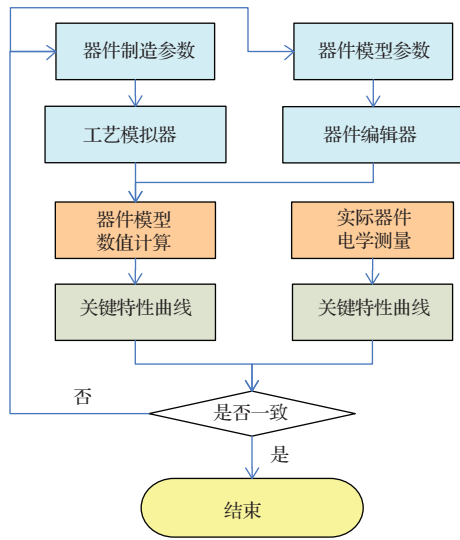 器件制造参数
器件模型参数
工艺模拟器
器件编辑器
器件模型
数值计算
实际器件
电学测量
关键特性曲线
关键特性曲线
否
是否一致
是
结束